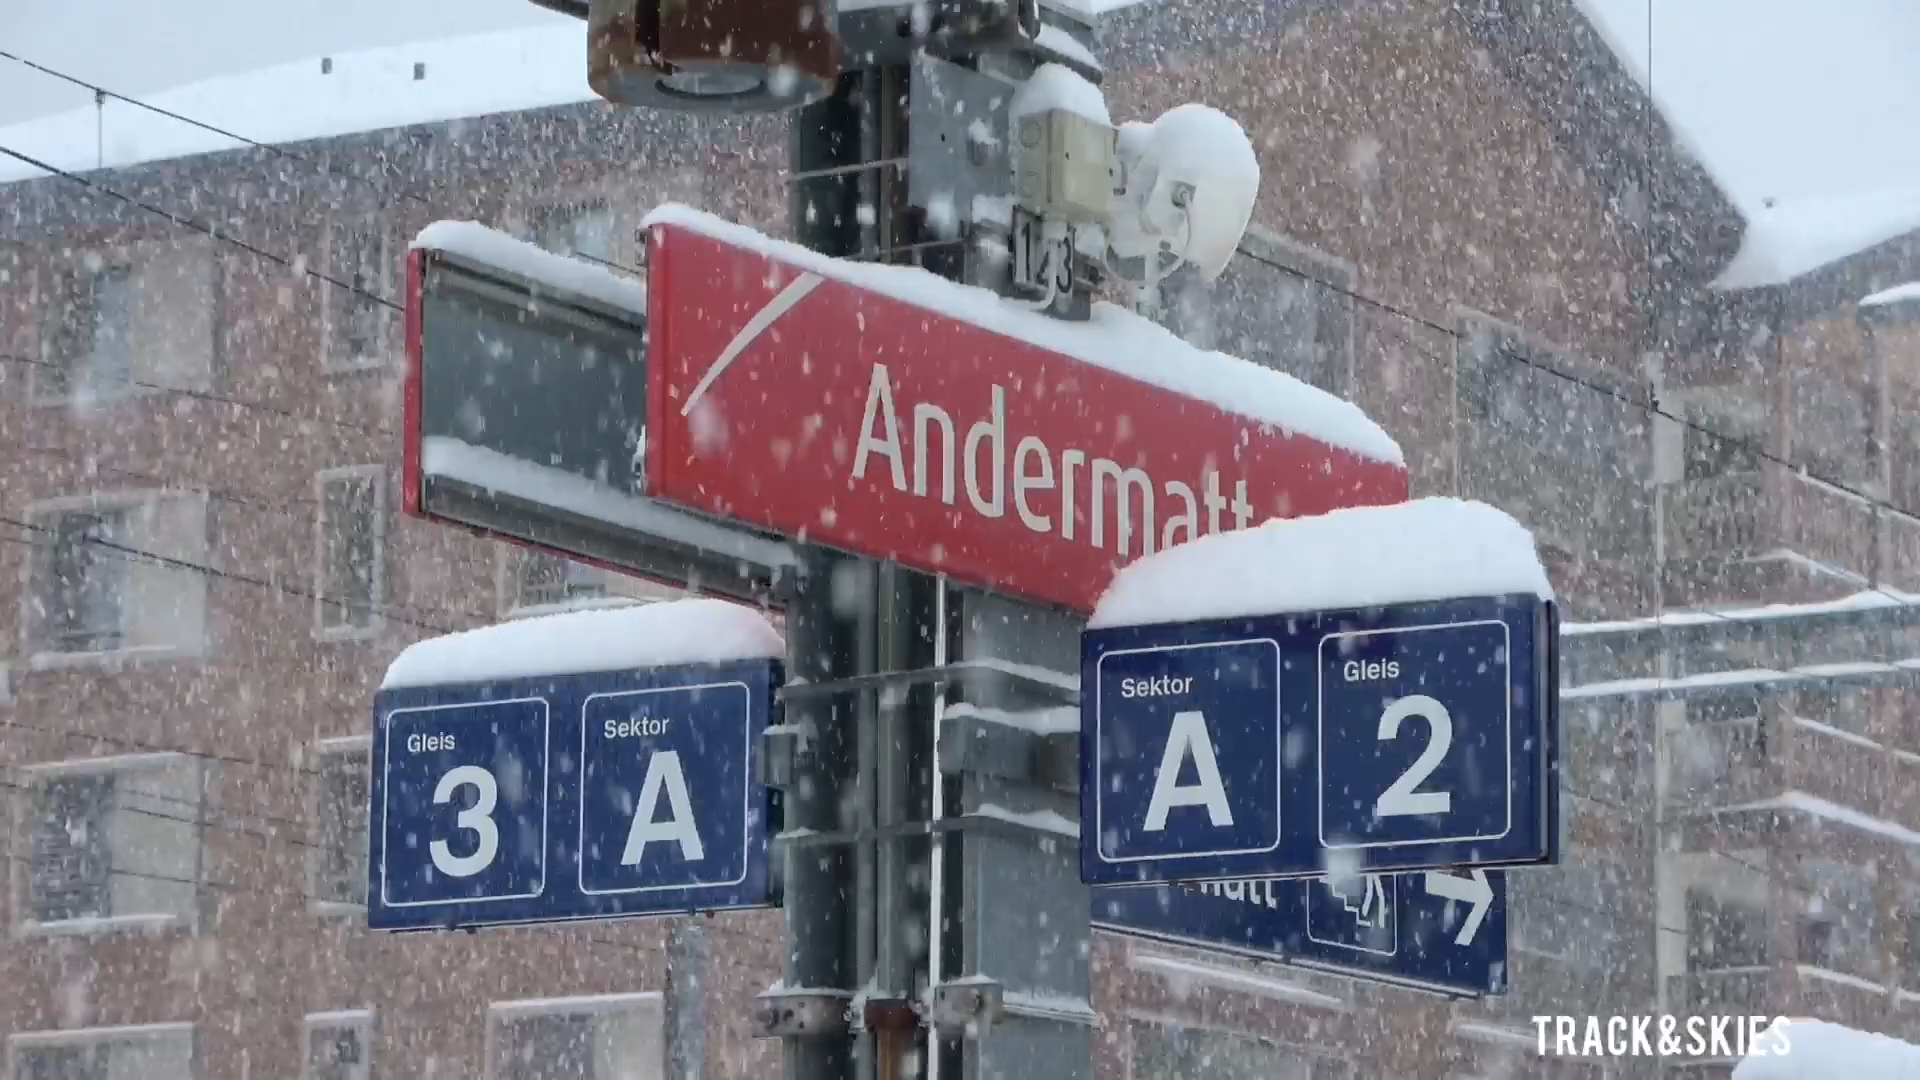 123
Andermatt
Gleis
3
Sektor
A
Sektor
A
Gleis
2
TRACK&SKIES